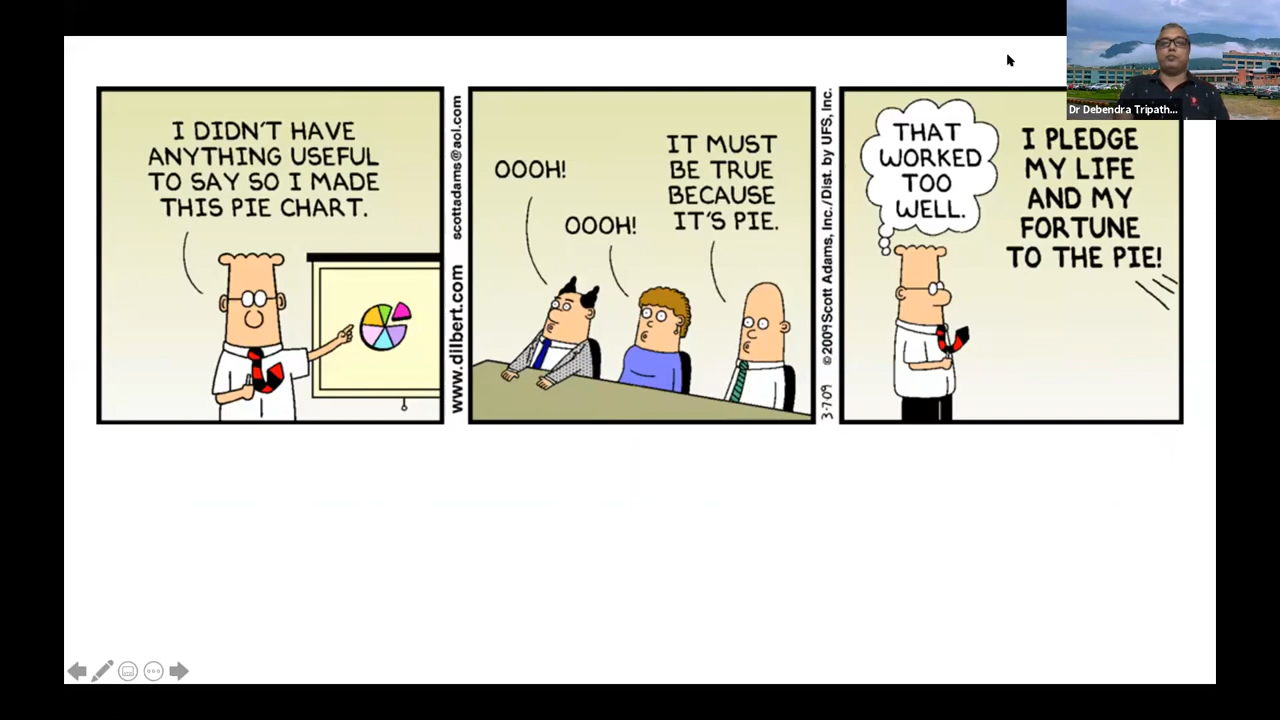 I DIDN'T HAVE
ANYTHING USEFUL
TO SAY SO I MADE
THIS PIE CHART.
www.dilbert.com scottadams@aol.com
OOOH!
OOOH!
IT MUST
BE TRUE
BECAUSE
IT'S PIE.
3-7-09 ©2009 Scott Adams, Inc./Dist. by UFS, Inc.
THAT
WORKED
TOO
WELL.
I PLEDGE
MY LIFE
AND MY
FORTUNE
TO THE PIE!
Dr Debendra Tripath...